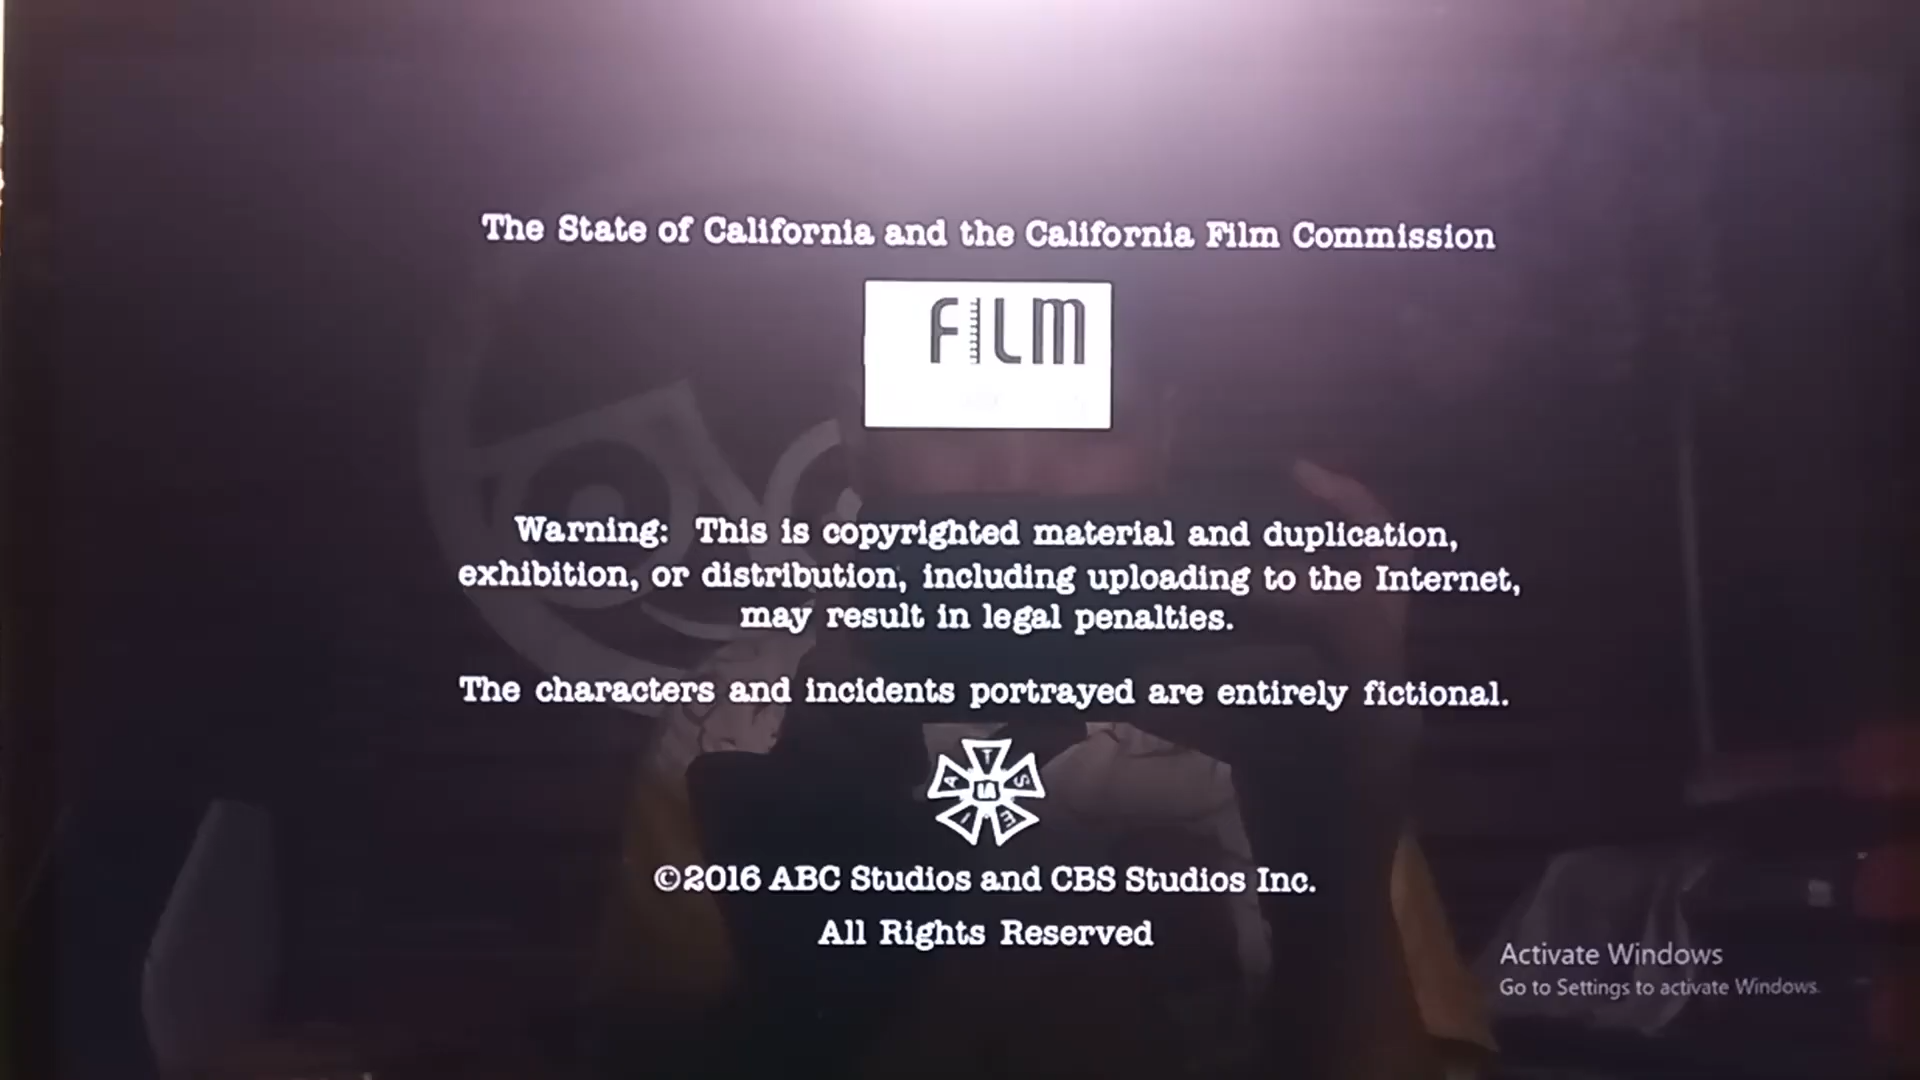 The State of California and the California Film Commission
FILM
Warning: This is copyrighted material and duplication,
exhibition, or distribution, including uploading to the Internet,
may result in legal penalties.
The characters and incidents portrayed are entirely fictional.
I A T S E
LA
©2016 ABC Studios and CBS Studios Inc.
All Rights Reserved
Activate Windows
Go to Settings to activate Windows.